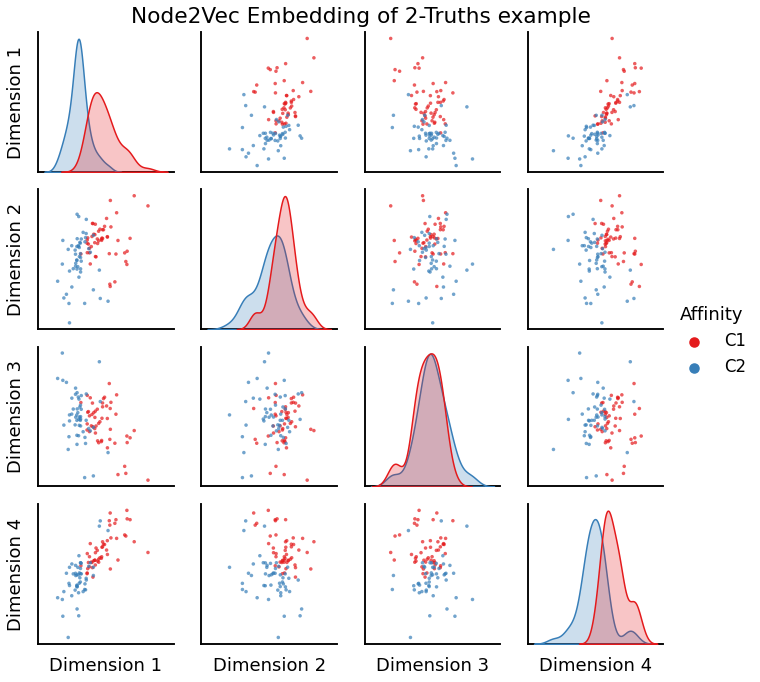 Node2Vec Embedding of 2-Truths example
Dimension 1
Dimension 2
Dimension 3
Dimension 4
Affinity
C1
C2
Dimension 1
Dimension 2
Dimension 3
Dimension 4